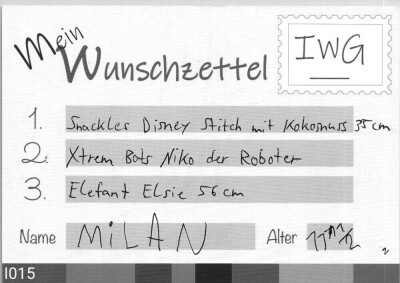 Mein
Wunschzettel
IWG
1. Snackles Disney Stitch mit Kokosnuss 35 cm
2. Xtrem Bots Niko der Roboter
3. Elefant Elsie 56 cm
Name MiLAN Alter
I015